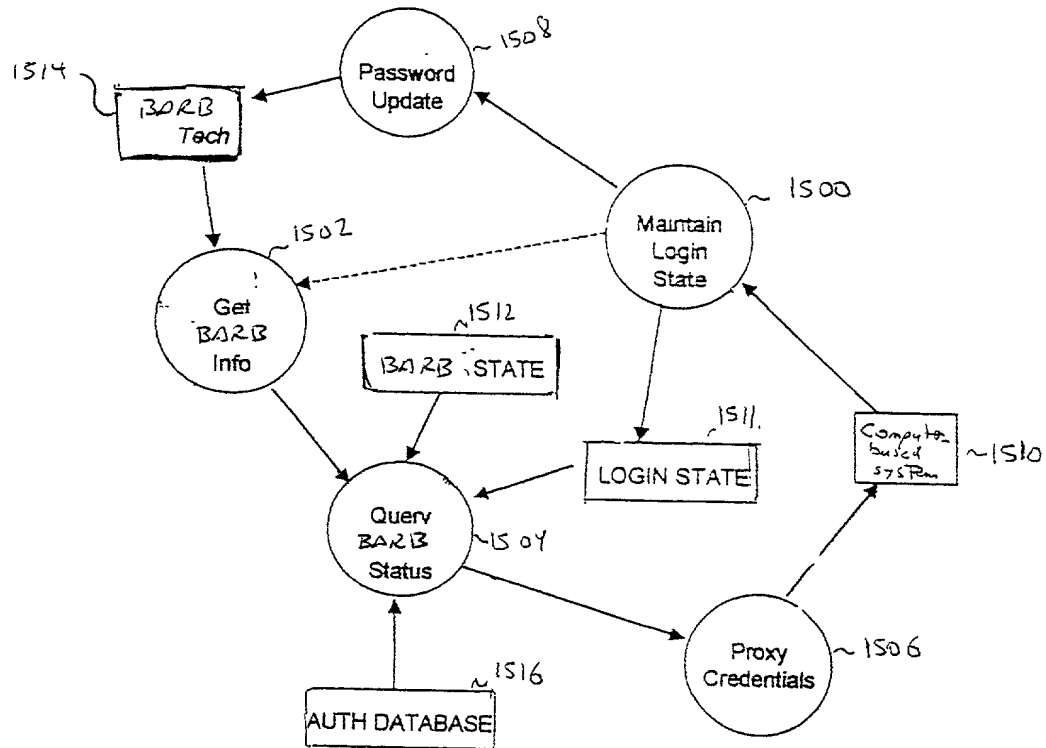 ~1508
Password
Update
1514
BARB
Tech
~1500
Maintain
Login
State
~1502
Get
BARB
Info
~1512
BARB STATE
1511
LOGIN STATE
Computer
based
system
~1510
Query
BARB
Status
~1504
Proxy
Credentials
~1506
~1516
AUTH DATABASE